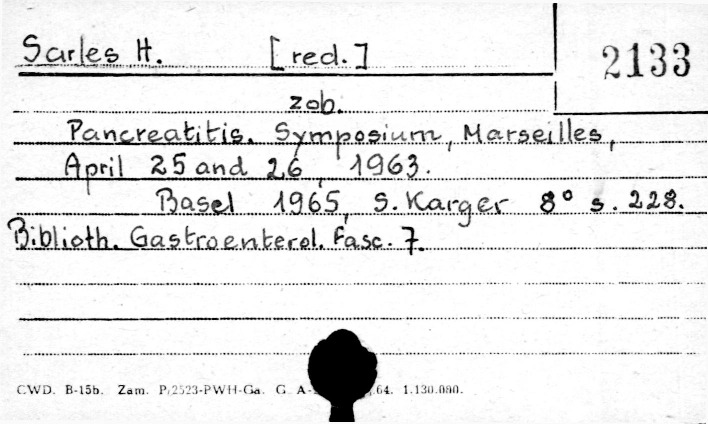 Sarles H. [red.]
2133
zob.
Pancreatitis. Symposium, Marseilles,
April 25 and 26, 1963.
Basel 1965, S. Karger 8° s. 228.
Biblioth. Gastroenterol. Fasc. 7.
CWD. B-15b. Zam. P/2523-PWH-Ga. G. A- 64. 1.130.000.